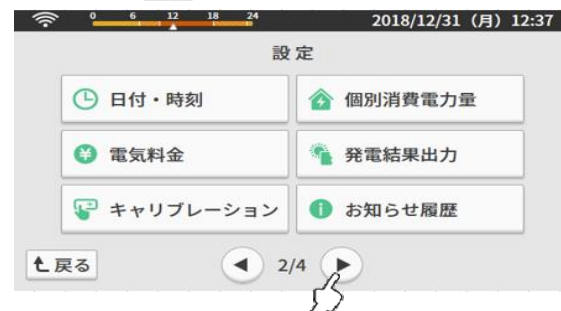 0 6 12 18 24 2018/12/31（月）12:37
設定
日付・時刻 個別消費電力量
¥ 電気料金 発電結果出力
キャリブレーション i お知らせ履歴
戻る ◀ 2/4 ▶